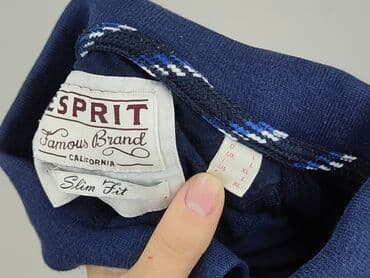 ESPRIT
Famous Brand
CALIFORNIA
Slim Fit